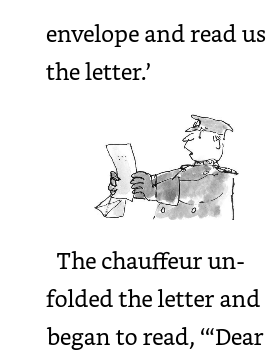 envelope and read us
the letter.’
The chauffeur un-
folded the letter and
began to read, ‘“Dear